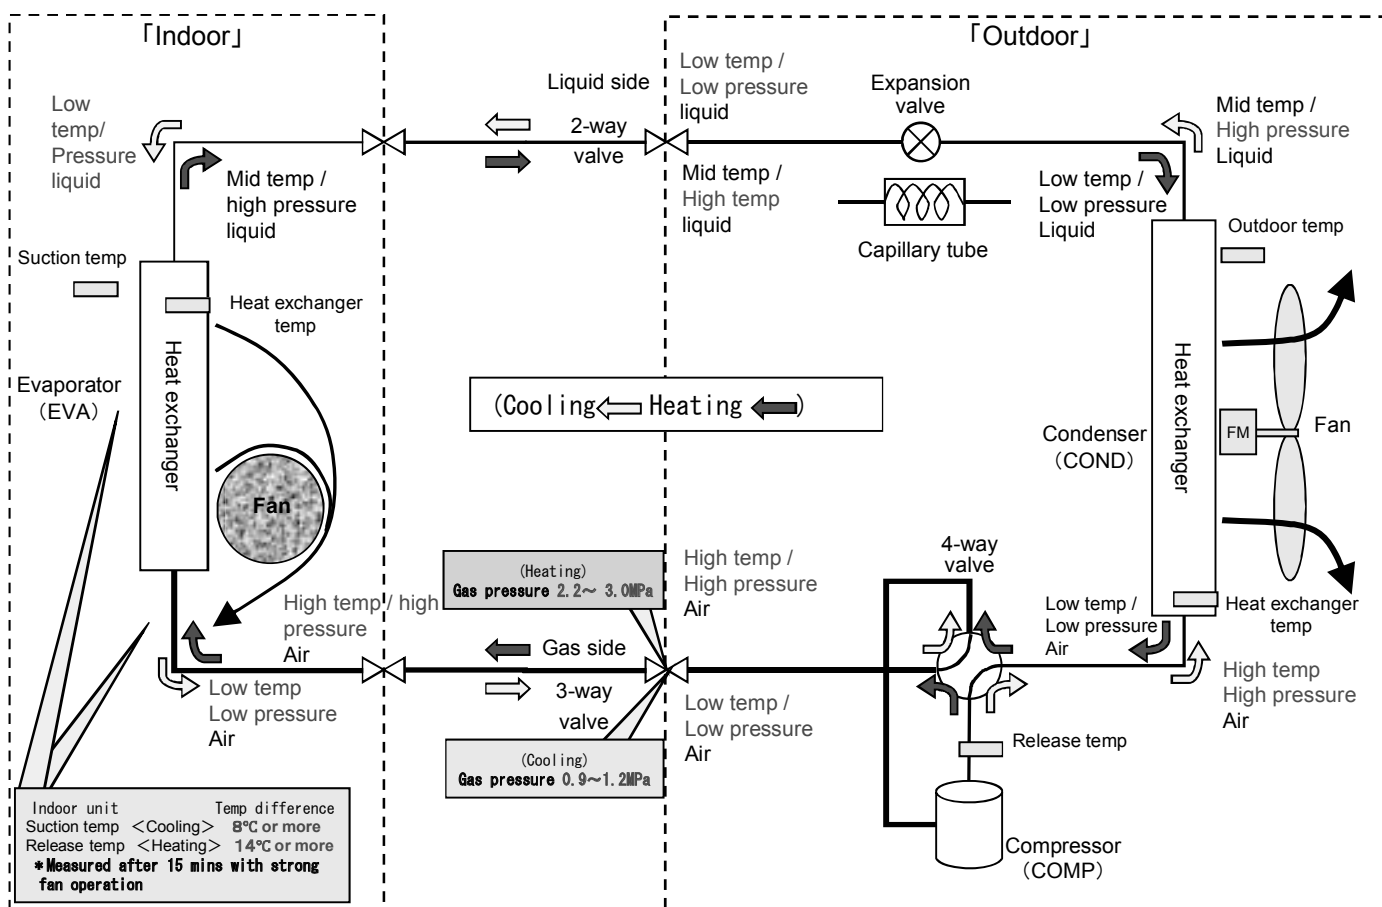 「Indoor」
「Outdoor」
Low
temp/
Pressure
liquid
Mid temp /
high pressure
liquid
Liquid side
2-way
valve
Low temp /
Low pressure
liquid
Mid temp /
High temp
liquid
Expansion
valve
Capillary tube
Mid temp /
High pressure
Liquid
Low temp /
Low pressure
Liquid
Suction temp
Heat exchanger
temp
Heat exchanger
Evaporator
(EVA)
Fan
(Cooling Heating )
Outdoor temp
Heat exchanger
Condenser
(COND)
FM
Fan
Heat exchanger
temp
(Heating)
Gas pressure 2.2~ 3.0MPa
High temp /
High pressure
Air
4-way
valve
Low temp /
Low pressure
Air
High temp / high
pressure
Air
Gas side
3-way
valve
Low temp
Low pressure
Air
Low temp /
Low pressure
Air
High temp
High pressure
Air
(Cooling)
Gas pressure 0.9~1.2MPa
Release temp
Compressor
(COMP)
Indoor unit Temp difference
Suction temp <Cooling> 8℃ or more
Release temp <Heating> 14℃ or more
*Measured after 15 mins with strong
fan operation